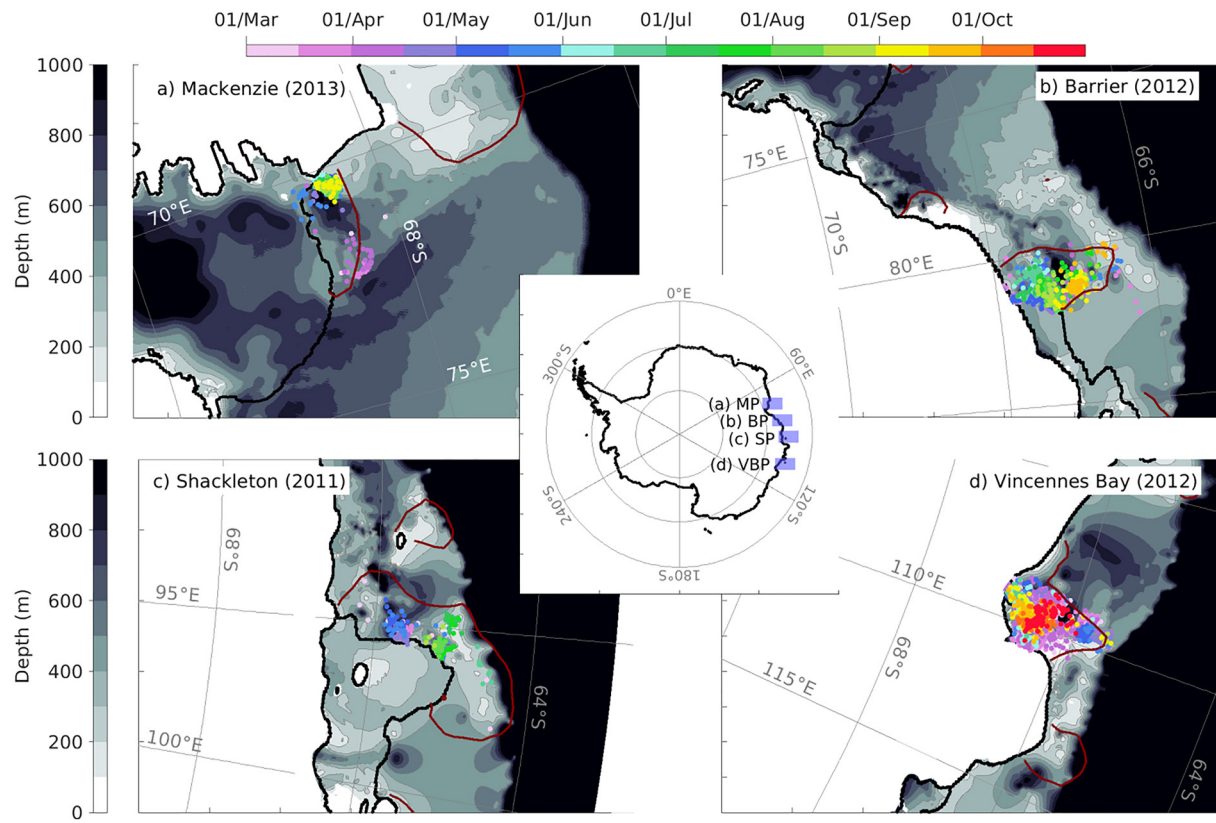 01/Mar 01/Apr 01/May 01/Jun 01/Jul 01/Aug 01/Sep 01/Oct
1000
800
600
400
200
0
Depth (m)
a) Mackenzie (2013)
70°E
68°S
75°E
b) Barrier (2012)
75°E
66°S
70°S
80°E
0°E
300°S
60°E
(a) MP
(b) BP
(c) SP
(d) VBP
240°S
120°S
180°S
1000
800
600
400
200
0
Depth (m)
c) Shackleton (2011)
68°S
95°E
64°S
100°E
d) Vincennes Bay (2012)
110°E
68°S
115°E
64°S